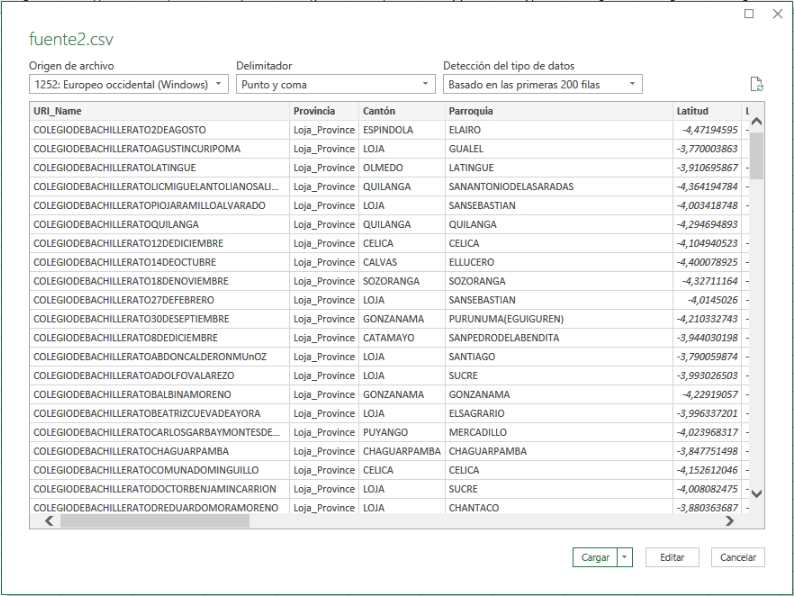 fuente2.csv
Origen de archivo Delimitador Detección del tipo de datos
1252: Europeo occidental (Windows) Punto y coma Basado en las primeras 200 filas
URI_Name Provincia Cantón Parroquia Latitud L
COLEGIODEBACHILLERATO2DEAGOSTO Loja_Province ESPINDOLA ELAIRO -4,47194595 -
COLEGIODEBACHILLERATOAGUSTINCURIPOMA Loja_Province LOJA GUALEL -3,770003863 -
COLEGIODEBACHILLERATOLATINGUE Loja_Province OLMEDO LATINGUE -3,910695867 -
COLEGIODEBACHILLERATOLICMIGUELANTOLIANOSALI... Loja_Province QUILANGA SANANTONIODELASARADAS -4,364194784 -
COLEGIODEBACHILLERATOPIOJARAMILLOALVARADO Loja_Province LOJA SANSEBASTIAN -4,003418748 -
COLEGIODEBACHILLERATOQUILANGA Loja_Province QUILANGA QUILANGA -4,294694893 -
COLEGIODEBACHILLERATO12DEDICIEMBRE Loja_Province CELICA CELICA -4,104940523 -
COLEGIODEBACHILLERATO14DEOCTUBRE Loja_Province CALVAS ELLUCERO -4,400078925 -
COLEGIODEBACHILLERATO18DENOVIEMBRE Loja_Province SOZORANGA SOZORANGA -4,32711164 -
COLEGIODEBACHILLERATO27DEFEBRERO Loja_Province LOJA SANSEBASTIAN -4,0145026 -
COLEGIODEBACHILLERATO30DESEPTIEMBRE Loja_Province GONZANAMA PURUNUMA(EGUIGUREN) -4,210332743 -
COLEGIODEBACHILLERATO8DEDICIEMBRE Loja_Province CATAMAYO SANPEDRODELABENDITA -3,944030198 -
COLEGIODEBACHILLERATOABDONCALDERONMUnOZ Loja_Province LOJA SANTIAGO -3,790059874 -
COLEGIODEBACHILLERATOADOLFOVALAREZO Loja_Province LOJA SUCRE -3,993026503 -
COLEGIODEBACHILLERATOBALBINAMORENO Loja_Province GONZANAMA GONZANAMA -4,22919057 -
COLEGIODEBACHILLERATOBEATRIZCUEVADEAYORA Loja_Province LOJA ELSAGRARIO -3,996337201 -
COLEGIODEBACHILLERATOCARLOSGARBAYMONTESDE... Loja_Province PUYANGO MERCADILLO -4,023968317 -
COLEGIODEBACHILLERATOCHAGUARPAMBA Loja_Province CHAGUARPAMBA CHAGUARPAMBA -3,847751498 -
COLEGIODEBACHILLERATOCOMUNADOMINGUILLO Loja_Province CELICA CELICA -4,152612046 -
COLEGIODEBACHILLERATODOCTORBENJAMINCARRION Loja_Province LOJA SUCRE -4,008082475 -
COLEGIODEBACHILLERATODREDUARDOMORAMORENO Loja_Province LOJA CHANTACO -3,880363687 -
Cargar Editar Cancelar